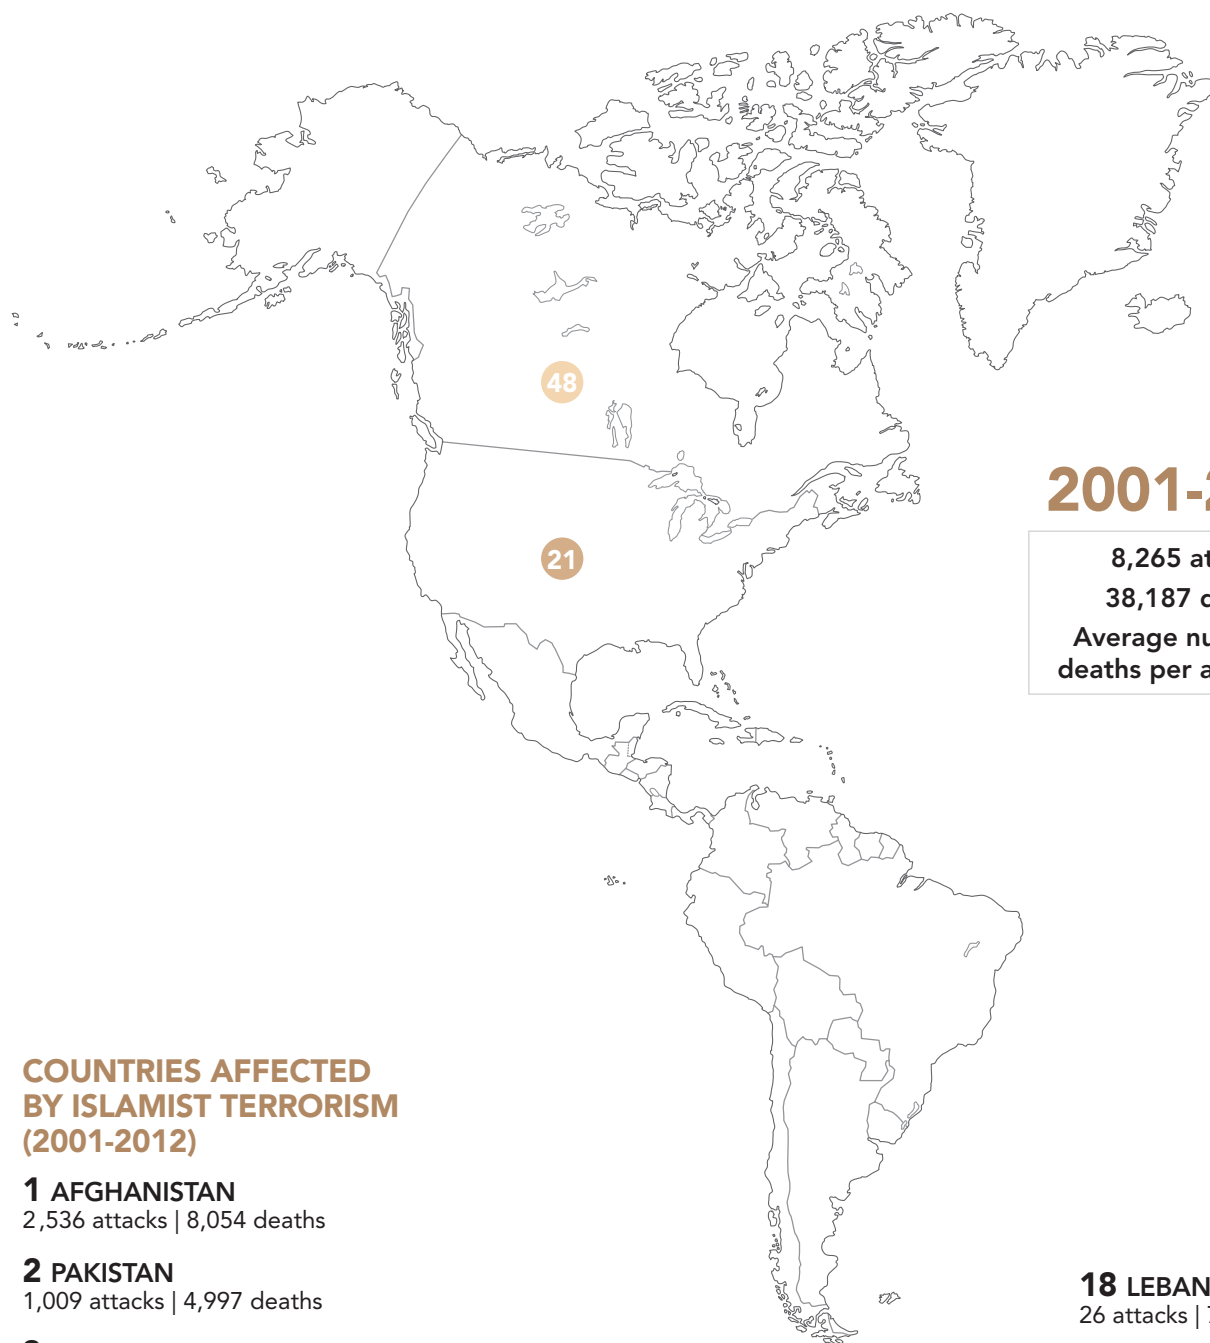 48
21
2001-
8,265
38,187
Average
deaths per
COUNTRIES AFFECTED
BY ISLAMIST TERRORISM
(2001-2012)
1 AFGHANISTAN
2,536 attacks | 8,054 deaths
2 PAKISTAN
1,009 attacks | 4,997 deaths
18
26 attacks |